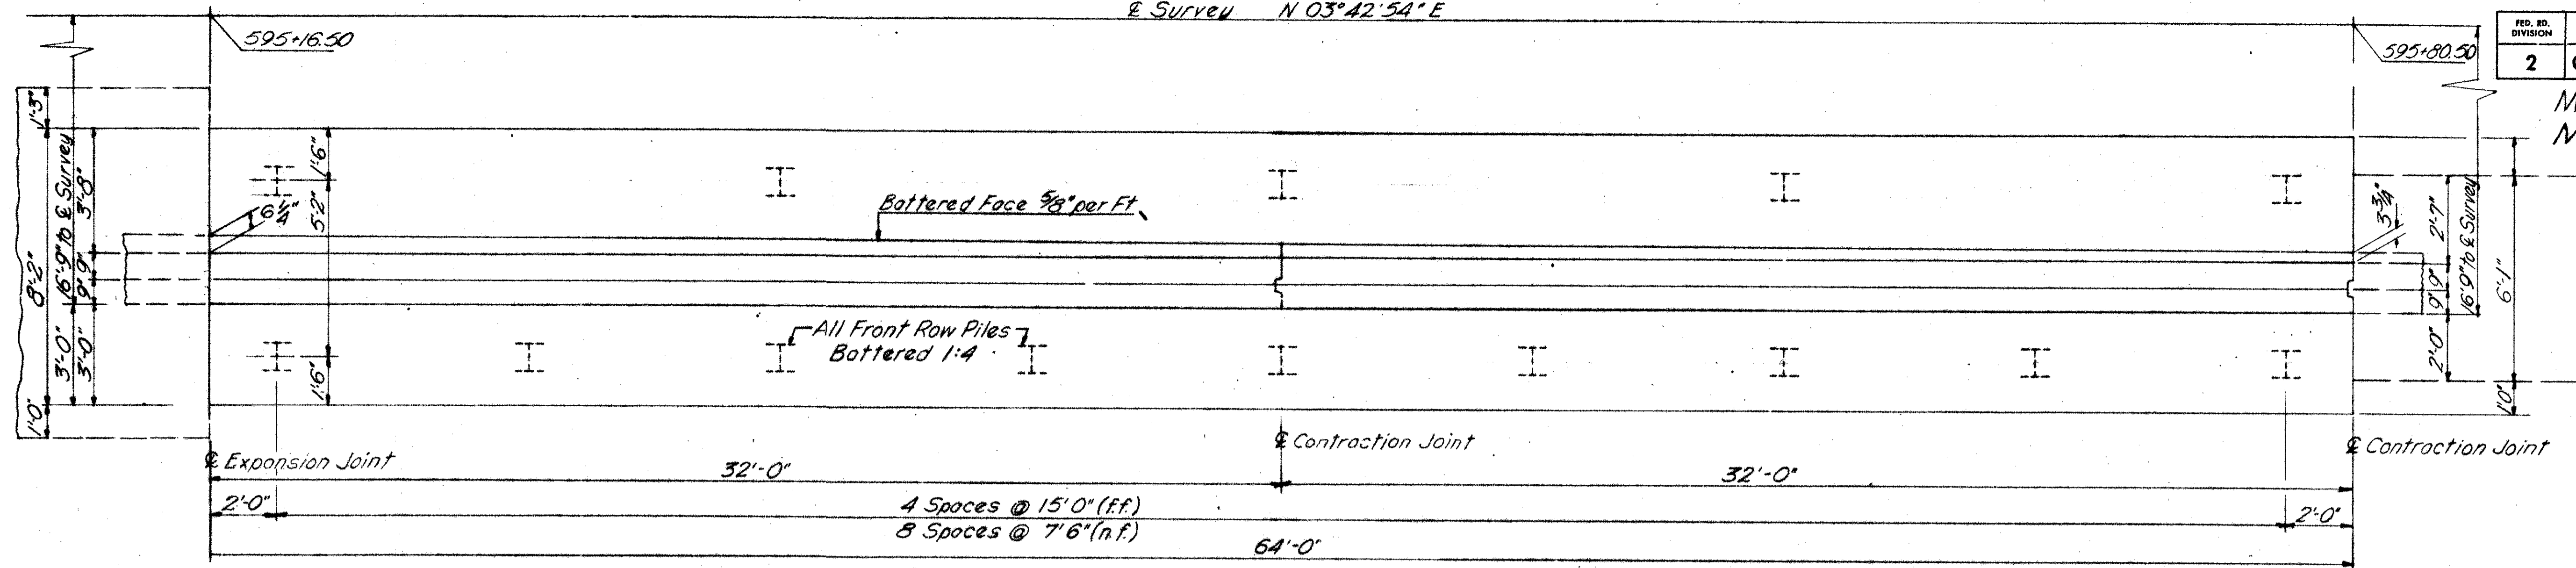 ℄ Survey N 03°42'54" E
595+16.50
595+80.50
FED. RD.
DIVISION
2
1'-3"
8'-2"
1'-0"
16'-9" to ℄ Survey
3'-0"
3'-8"
9" 9"
3'-0"
6¼"
1'6"
5'2"
1'6"
Battered Face ⅝" per Ft.
All Front Row Piles
Battered 1:4
3¾"
2'-7"
9" 9"
2'-0"
16'9" to ℄ Survey
6'-1"
1'0"
℄ Expansion Joint
℄ Contraction Joint
℄ Contraction Joint
32'-0"
32'-0"
2'-0"
4 Spaces @ 15'0" (f.f.)
8 Spaces @ 7'6" (n.f.)
2'-0"
64'-0"